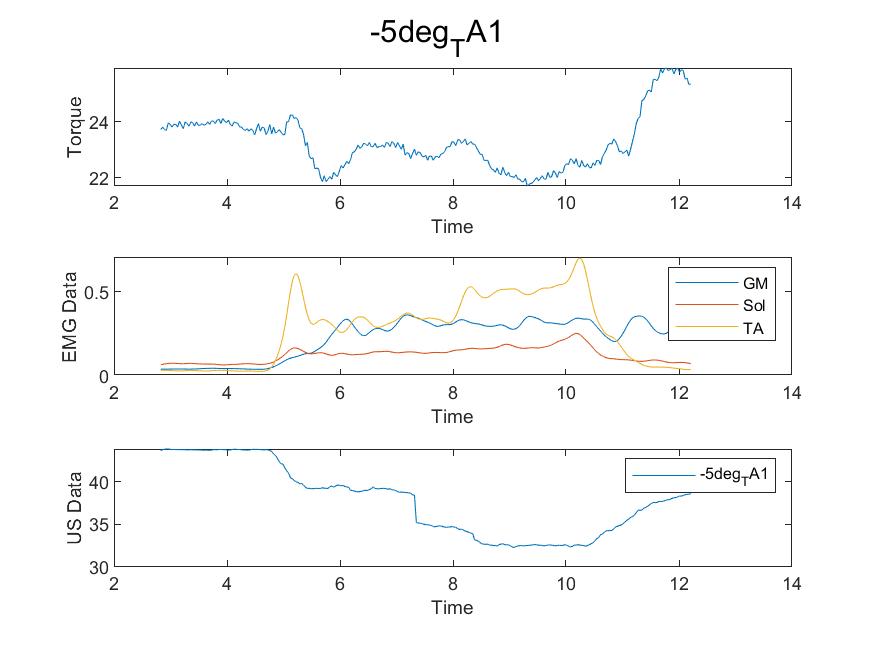 -5deg_TA1
24
22
Torque
2 4 6 8 10 12 14
Time
0.5
0
EMG Data
GM
Sol
TA
2 4 6 8 10 12 14
Time
40
35
30
US Data
-5deg_TA1
2 4 6 8 10 12 14
Time